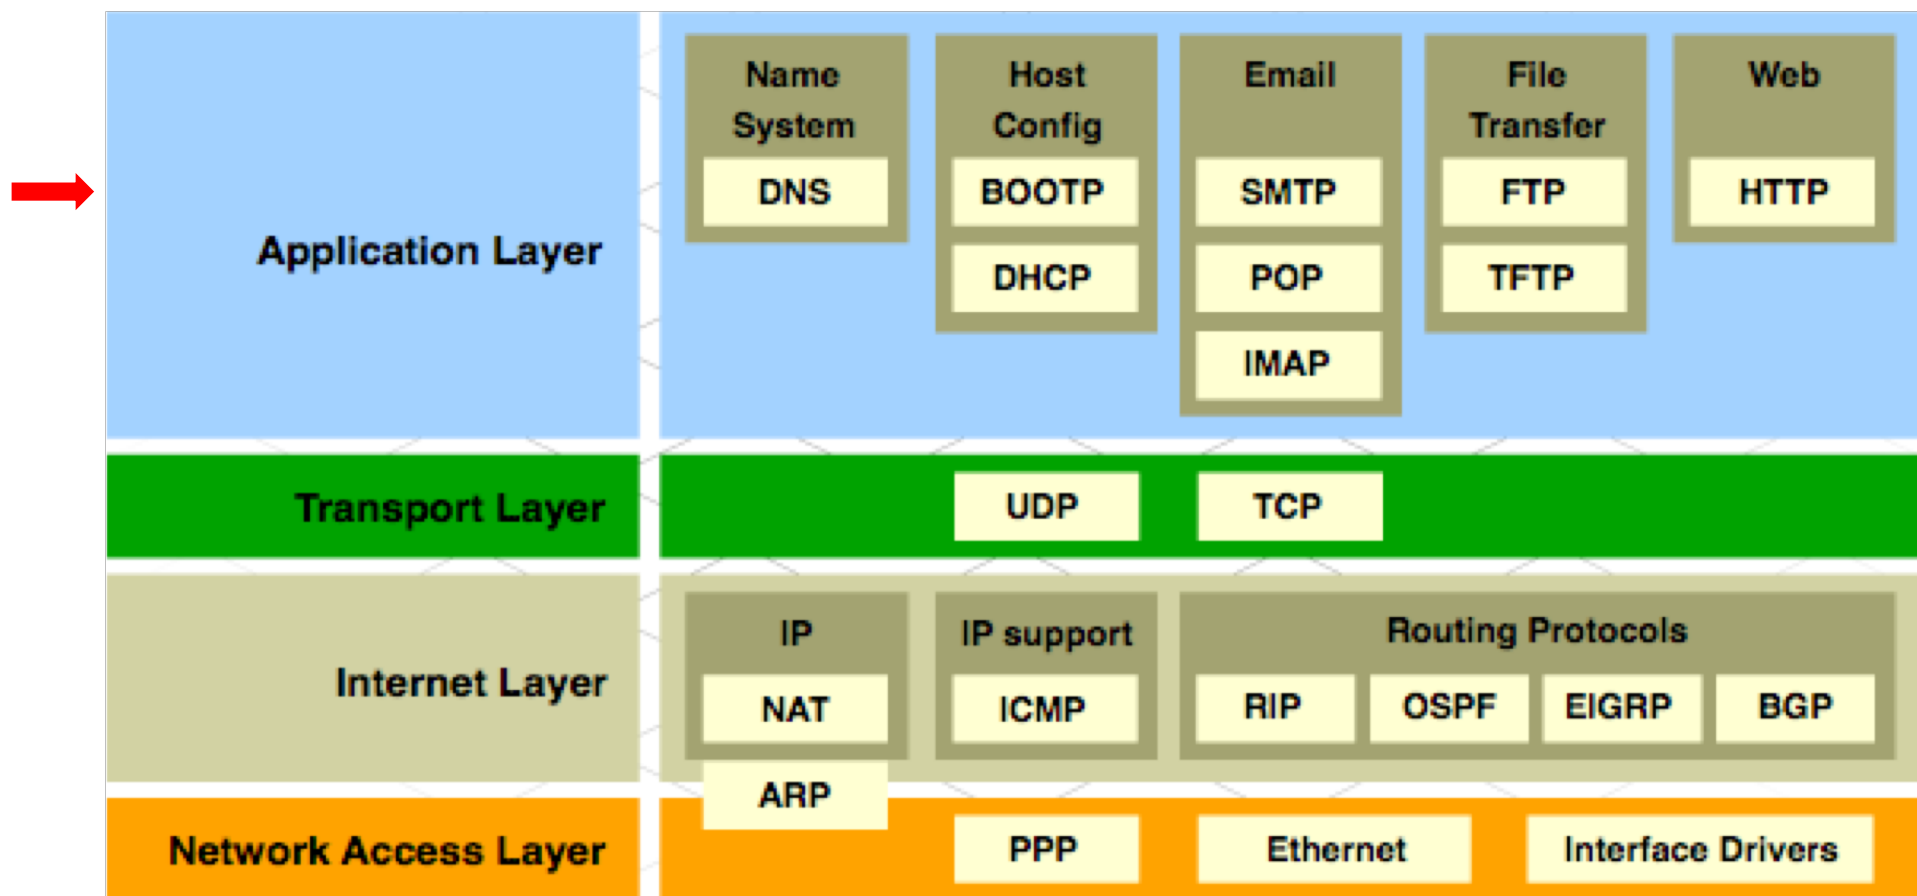 Application Layer
Name
System
DNS
Host
Config
BOOTP
DHCP
Email
SMTP
POP
IMAP
File
Transfer
FTP
TFTP
Web
HTTP
Transport Layer
UDP
TCP
Internet Layer
IP
NAT
ARP
IP support
ICMP
Routing Protocols
RIP
OSPF
EIGRP
BGP
Network Access Layer
PPP
Ethernet
Interface Drivers